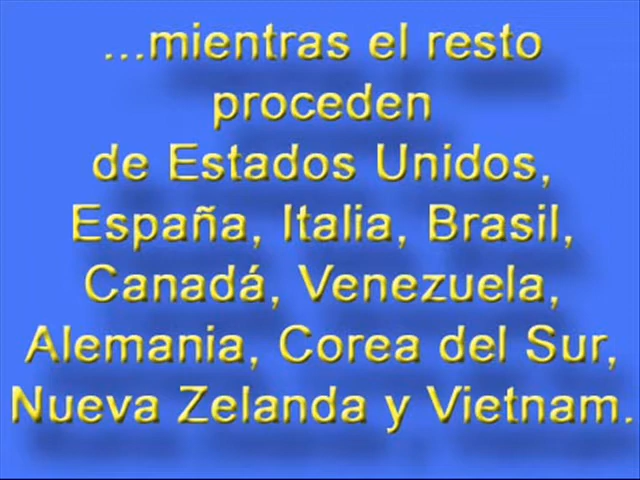 ...mientras el resto
proceden
de Estados Unidos,
España, Italia, Brasil,
Canadá, Venezuela,
Alemania, Corea del Sur,
Nueva Zelanda y Vietnam.